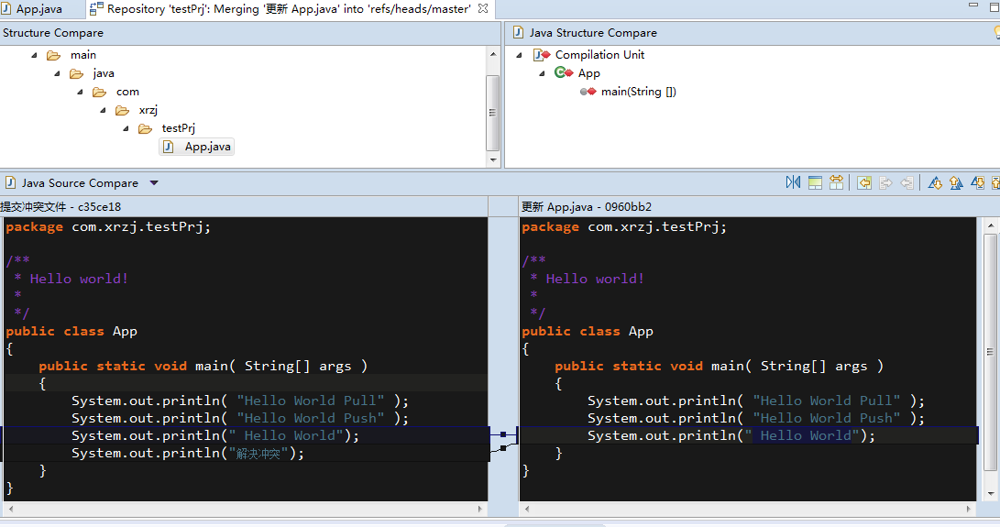 App.java
Repository 'testPrj': Merging '更新 App.java' into 'refs/heads/master'
Structure Compare
Java Structure Compare
main
java
com
xrzj
testPrj
App.java
Compilation Unit
App
main(String [])
Java Source Compare
提交冲突文件 - c35ce18
package com.xrzj.testPrj;
/**
* Hello world!
*
*/
public class App
{
public static void main( String[] args )
{
System.out.println( "Hello World Pull" );
System.out.println( "Hello World Push" );
System.out.println(" Hello World");
System.out.println("解决冲突");
}
}
更新 App.java - 0960bb2
package com.xrzj.testPrj;
/**
* Hello world!
*
*/
public class App
{
public static void main( String[] args )
{
System.out.println( "Hello World Pull" );
System.out.println( "Hello World Push" );
System.out.println(" Hello World");
}
}